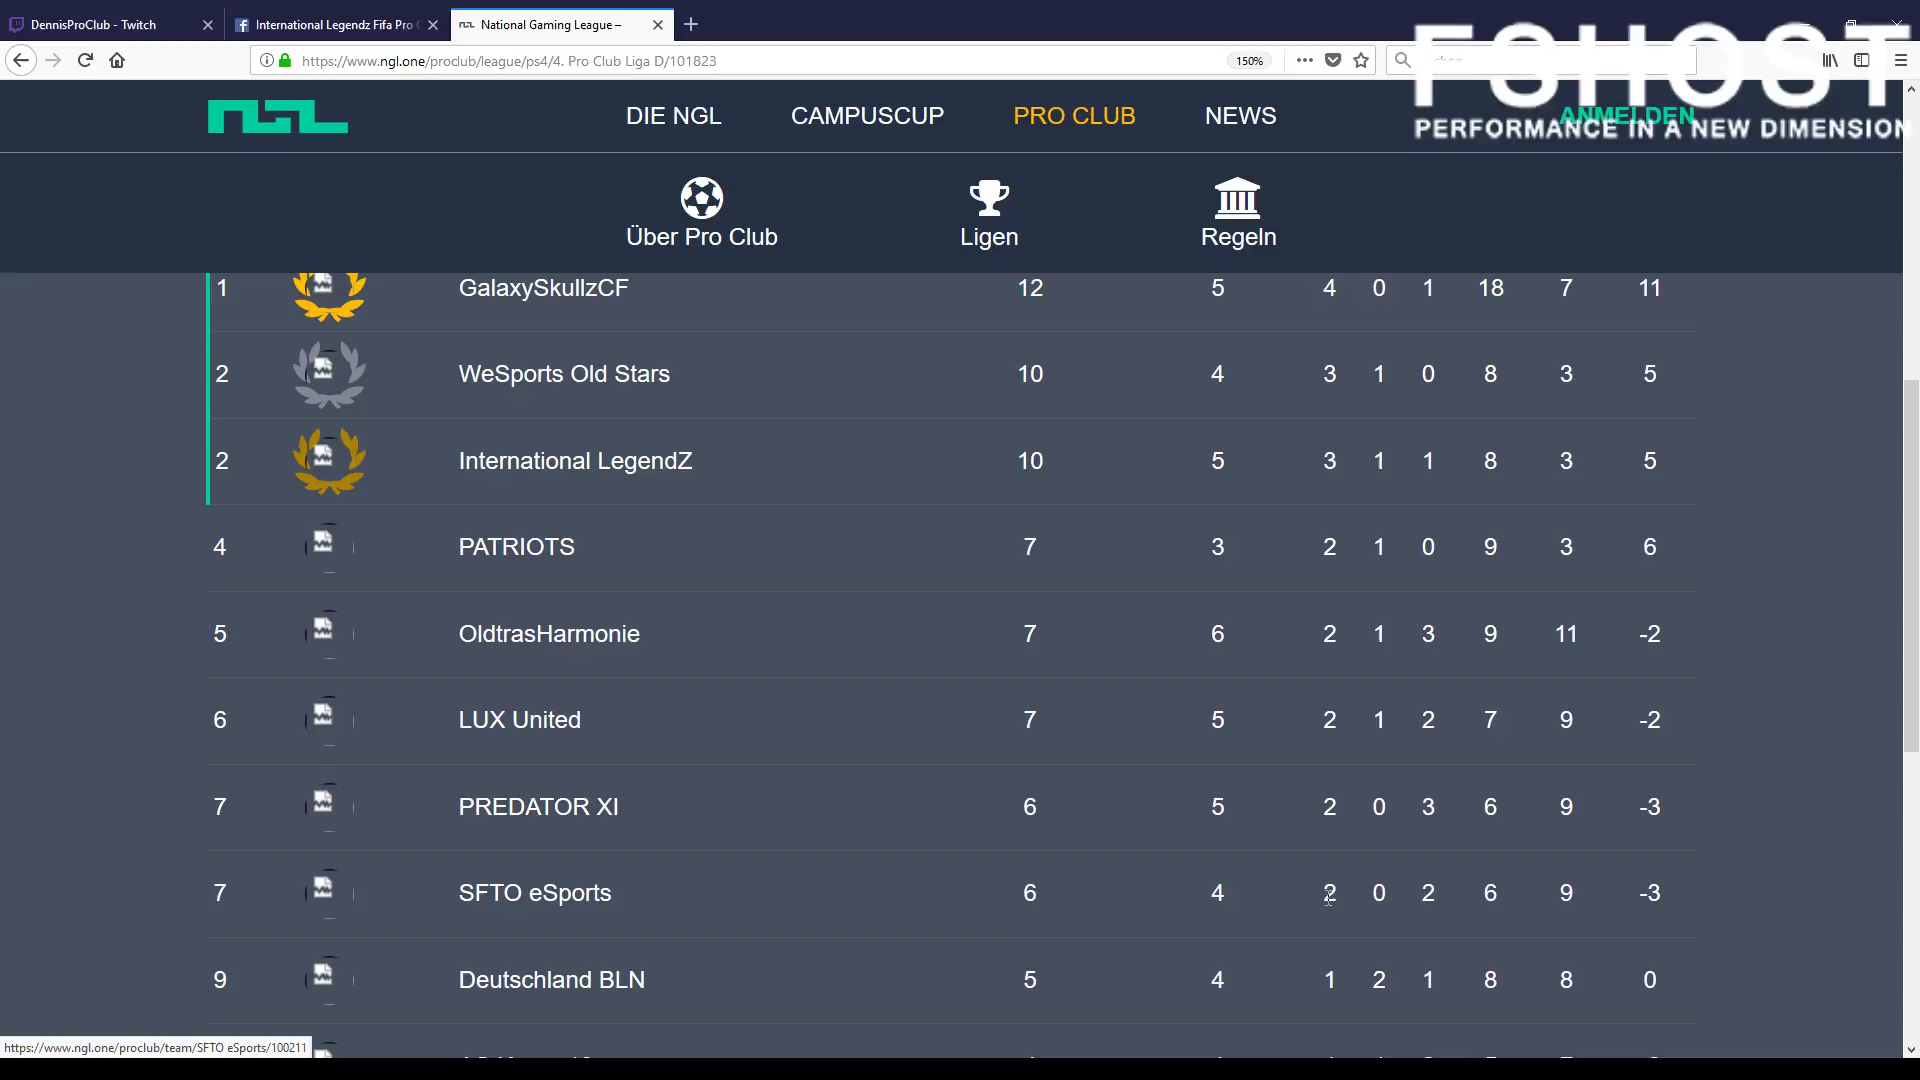 DennisProClub - Twitch
International Legendz Fifa Pro C
National Gaming League –
https://www.ngl.one/proclub/league/ps4/4. Pro Club Liga D/101823
150%
FSHOST
PERFORMANCE IN A NEW DIMENSION
NGL
DIE NGL
CAMPUSCUP
PRO CLUB
NEWS
ANMELDEN
Über Pro Club
Ligen
Regeln
1 GalaxySkullzCF 12 5 4 0 1 18 7 11
2 WeSports Old Stars 10 4 3 1 0 8 3 5
2 International LegendZ 10 5 3 1 1 8 3 5
4 PATRIOTS 7 3 2 1 0 9 3 6
5 OldtrasHarmonie 7 6 2 1 3 9 11 -2
6 LUX United 7 5 2 1 2 7 9 -2
7 PREDATOR XI 6 5 2 0 3 6 9 -3
7 SFTO eSports 6 4 2 0 2 6 9 -3
9 Deutschland BLN 5 4 1 2 1 8 8 0
https://www.ngl.one/proclub/team/SFTO eSports/100211